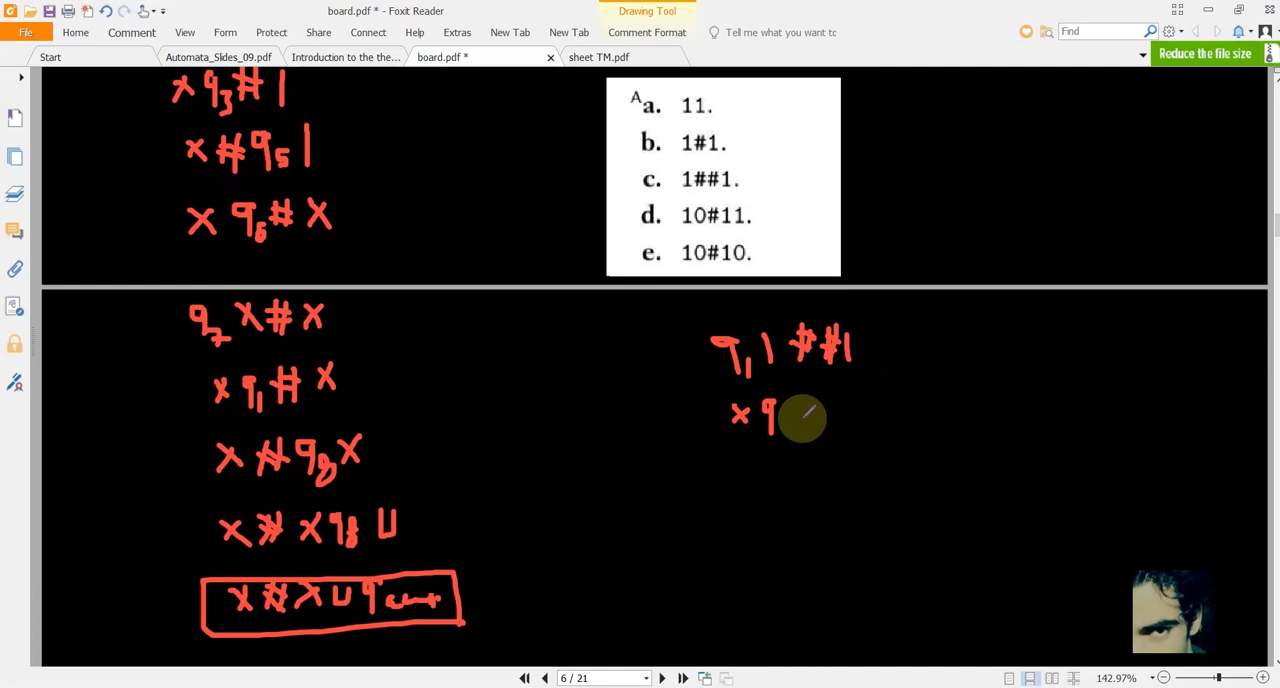 board.pdf * - Foxit Reader
Drawing Tool
File Home Comment View Form Protect Share Connect Help Extras New Tab New Tab Comment Format Tell me what you want to Find
Start Automata_Slides_09.pdf Introduction to the the... board.pdf * sheet TM.pdf
Reduce the file size
x q3 # 1
x # q5 1
x q6 # x
A a. 11.
b. 1#1.
c. 1##1.
d. 10#11.
e. 10#10.
q2 x # x
x q1 # x
x # q8 x
x # x q8 ⊔
x # x ⊔ q
q1 1 # # 1
x q
6 / 21
142.97%